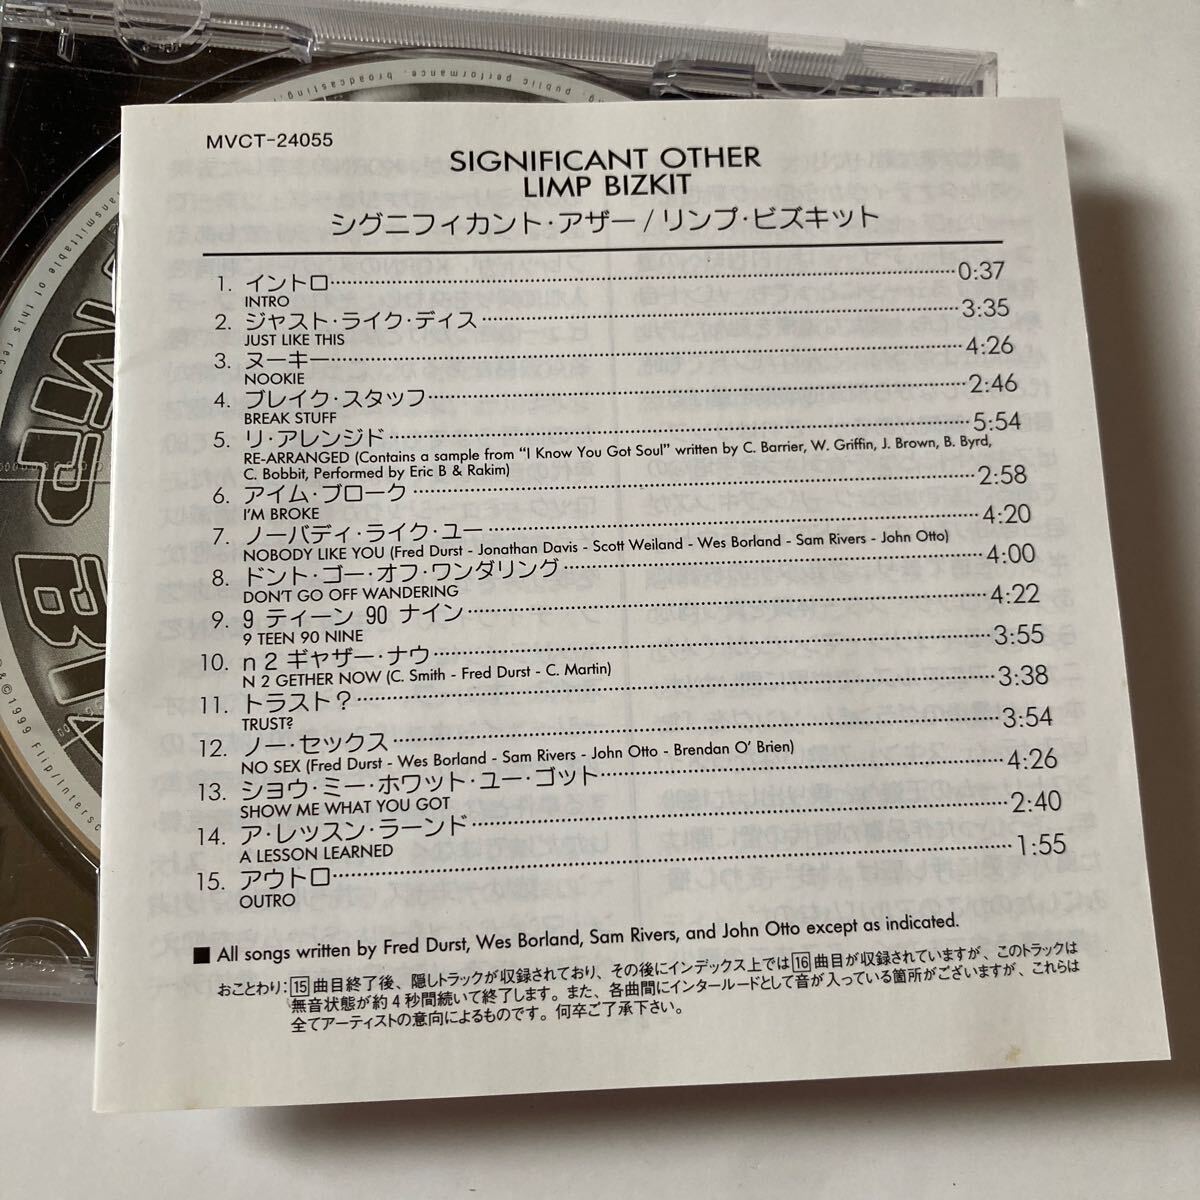 MVCT-24055
SIGNIFICANT OTHER
LIMP BIZKIT
シグニフィカント・アザー / リンプ・ビズキット
1. イントロ 0:37
INTRO
2. ジャスト・ライク・ディス 3:35
JUST LIKE THIS
3. ヌーキー 4:26
NOOKIE
4. ブレイク・スタッフ 2:46
BREAK STUFF
5. リ・アレンジド 5:54
RE-ARRANGED (Contains a sample from “I Know You Got Soul” written by C. Barrier, W. Griffin, J. Brown, B. Byrd,
C. Bobbit, Performed by Eric B & Rakim)
6. アイム・ブローク 2:58
I'M BROKE
7. ノーバディ・ライク・ユー 4:20
NOBODY LIKE YOU (Fred Durst - Jonathan Davis - Scott Weiland - Wes Borland - Sam Rivers - John Otto)
8. ドント・ゴー・オフ・ワンダリング 4:00
DON'T GO OFF WANDERING
9. 9 ティーン 90 ナイン 4:22
9 TEEN 90 NINE
10. n 2 ギャザー・ナウ 3:55
N 2 GETHER NOW (C. Smith - Fred Durst - C. Martin)
11. トラスト? 3:38
TRUST?
12. ノー・セックス 3:54
NO SEX (Fred Durst - Wes Borland - Sam Rivers - John Otto - Brendan O' Brien)
13. ショウ・ミー・ホワット・ユー・ゴット 4:26
SHOW ME WHAT YOU GOT
14. ア・レッスン・ラーンド 2:40
A LESSON LEARNED
15. アウトロ 1:55
OUTRO
■ All songs written by Fred Durst, Wes Borland, Sam Rivers, and John Otto except as indicated.
おことわり:15曲目終了後、隠しトラックが収録されており、その後にインデックス上では16曲目が収録されていますが、このトラックは
無音状態が約4秒間続いて終了します。また、各曲間にインタールードとして音が入っている箇所がございますが、これらは
全てアーティストの意向によるものです。何卒ご了承下さい。
public performance, broadcasting
© 1999 Flip/Intersc